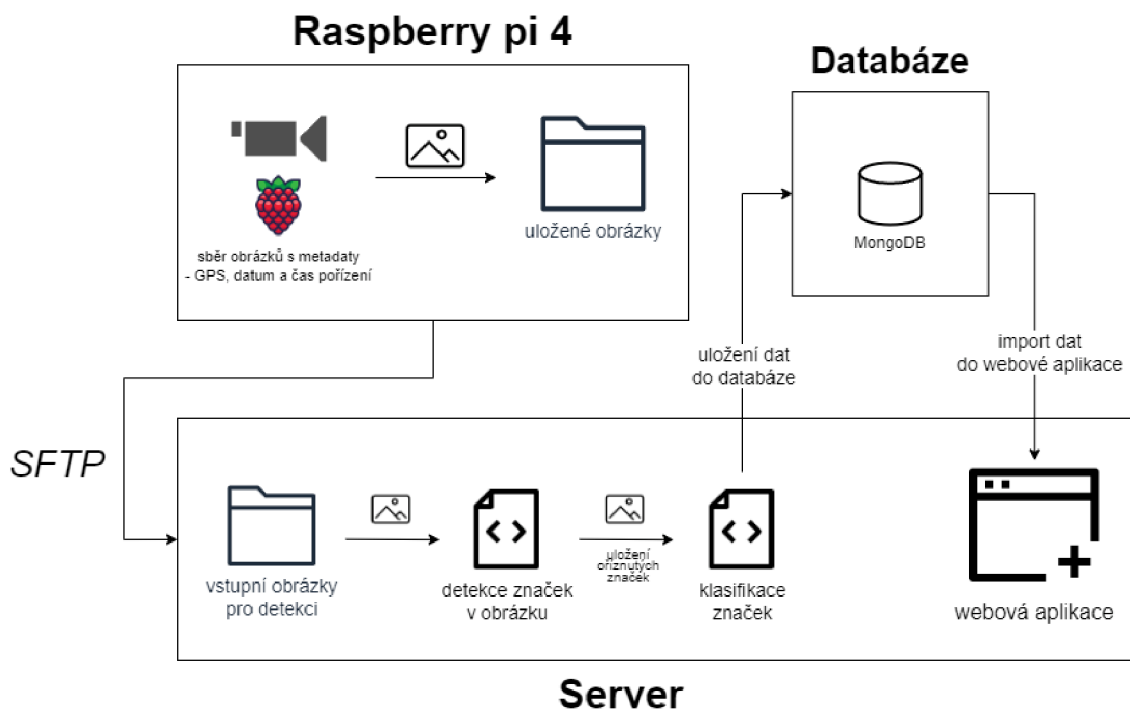 Raspberry pi 4
Databáze
uložené obrázky
sběr obrázků s metadaty
- GPS, datum a čas pořízení
MongoDB
uložení dat
do databáze
import dat
do webové aplikace
SFTP
vstupní obrázky
pro detekci
detekce značek
v obrázku
uložení
oříznutých
značek
klasifikace
značek
webová aplikace
Server